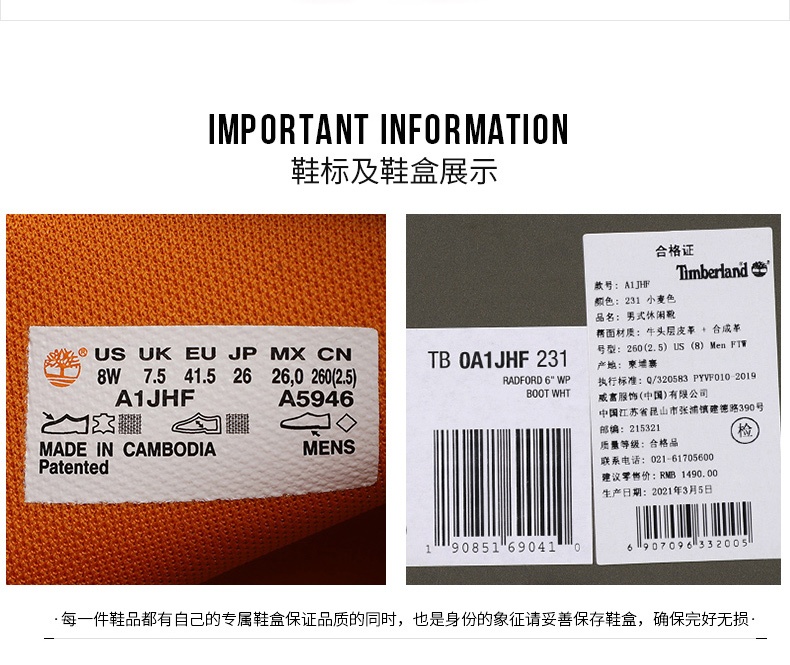 IMPORTANT INFORMATION
鞋标及鞋盒展示
US UK EU JP MX CN
8W 7.5 41.5 26 26,0 260(2.5)
A1JHF A5946
MADE IN CAMBODIA MENS
Patented
TB 0A1JHF 231
RADFORD 6" WP
BOOT WHT
1 90851 69041 0
合格证
Timberland
款号: A1JHF
颜色: 231 小麦色
品名: 男式休闲靴
帮面材质: 牛头层皮革 + 合成革
号型: 260(2.5) US (8) Men FTW
产地: 柬埔寨
执行标准: Q/320583 PYVF010-2019
威富服饰(中国)有限公司
中国江苏省昆山市张浦镇建德路390号
邮编: 215321
检
质量等级: 合格品
联系电话: 021-61705600
建议零售价: RMB 1490.00
生产日期: 2021年3月5日
6 907096 332005
·每一件鞋品都有自己的专属鞋盒保证品质的同时，也是身份的象征请妥善保存鞋盒，确保完好无损·